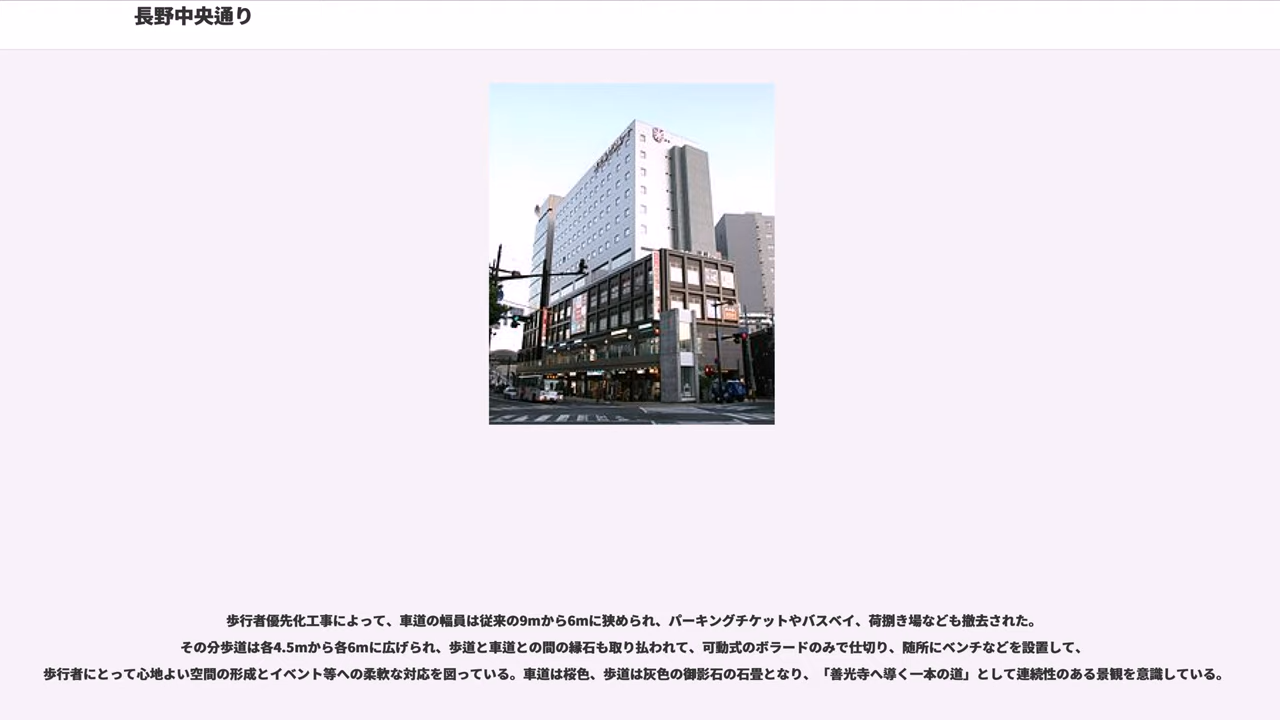 長野中央通り
歩行者優先化工事によって、車道の幅員は従来の9mから6mに狭められ、パーキングチケットやバスベイ、荷捌き場なども撤去された。
その分歩道は各4.5mから各6mに広げられ、歩道と車道との間の縁石も取り払われて、可動式のボラードのみで仕切り、随所にベンチなどを設置して、
歩行者にとって心地よい空間の形成とイベント等への柔軟な対応を図っている。車道は桜色、歩道は灰色の御影石の石畳となり、「善光寺へ導く一本の道」として連続性のある景観を意識している。